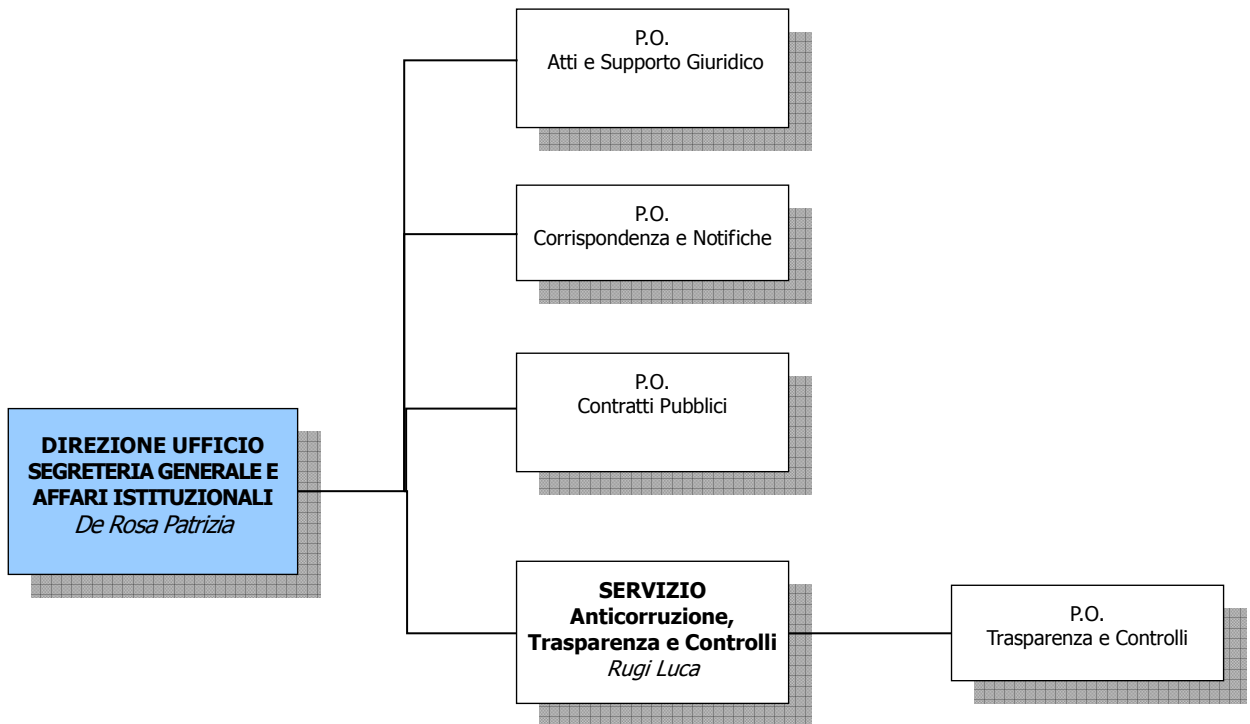 P.O.
Atti e Supporto Giuridico
P.O.
Corrispondenza e Notifiche
P.O.
Contratti Pubblici
DIREZIONE UFFICIO
SEGRETERIA GENERALE E
AFFARI ISTITUZIONALI
De Rosa Patrizia
SERVIZIO
Anticorruzione,
Trasparenza e Controlli
Rugi Luca
P.O.
Trasparenza e Controlli